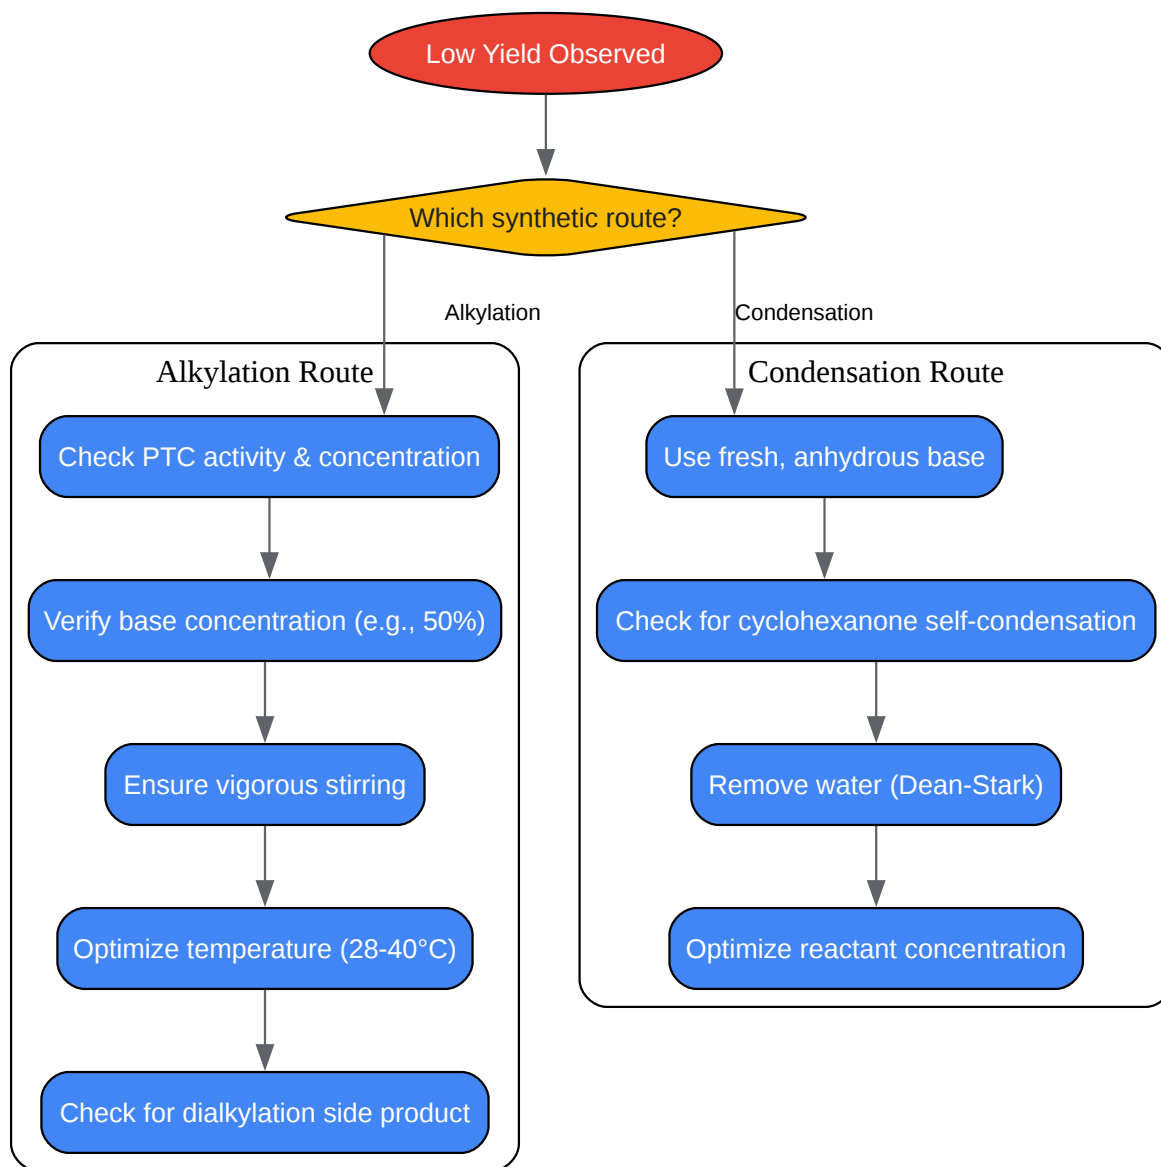 Low Yield Observed
Which synthetic route?
Alkylation
Condensation
Alkylation Route
Check PTC activity & concentration
Verify base concentration (e.g., 50%)
Ensure vigorous stirring
Optimize temperature (28-40°C)
Check for dialkylation side product
Condensation Route
Use fresh, anhydrous base
Check for cyclohexanone self-condensation
Remove water (Dean-Stark)
Optimize reactant concentration